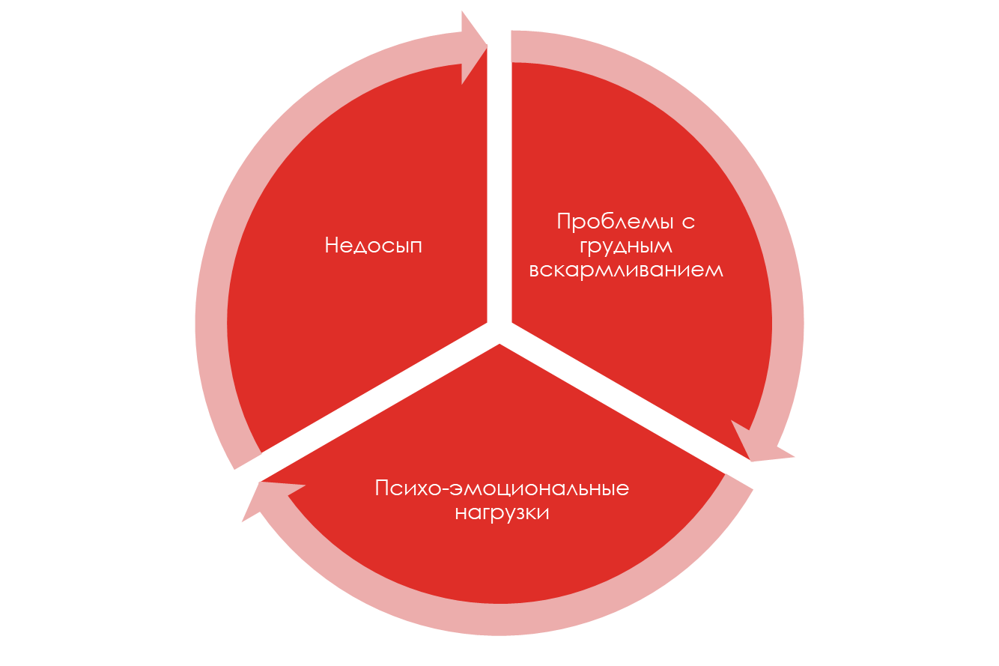 Недосып
Проблемы с
грудным
вскармливанием
Психо-эмоциональные
нагрузки